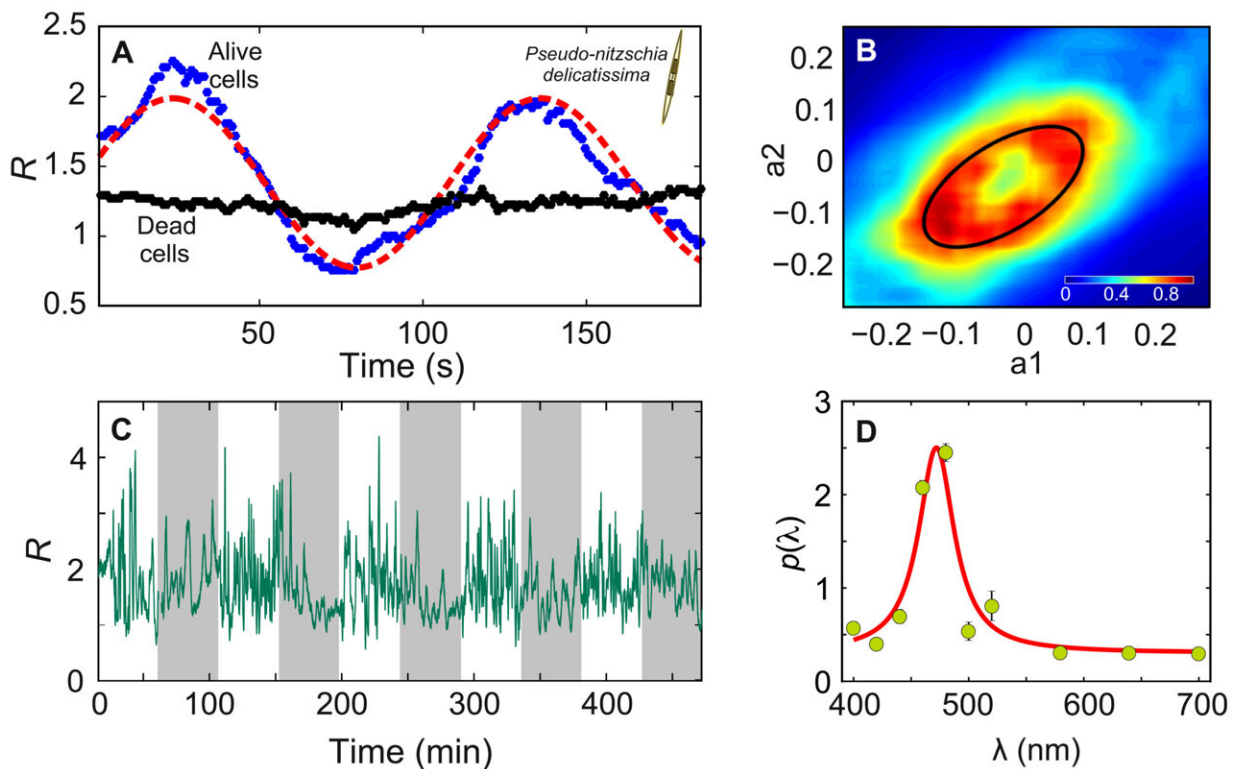 A
Alive
cells
Pseudo-nitzschia
delicatissima
Dead
cells
R
2.5
2
1.5
1
0.5
50 100 150
Time (s)
B
a2
0.2
0.1
0
−0.1
−0.2
0 0.4 0.8
−0.2 −0.1 0 0.1 0.2
a1
C
R
4
2
0
0 100 200 300 400
Time (min)
D
p(λ)
3
2
1
0
400 500 600 700
λ (nm)